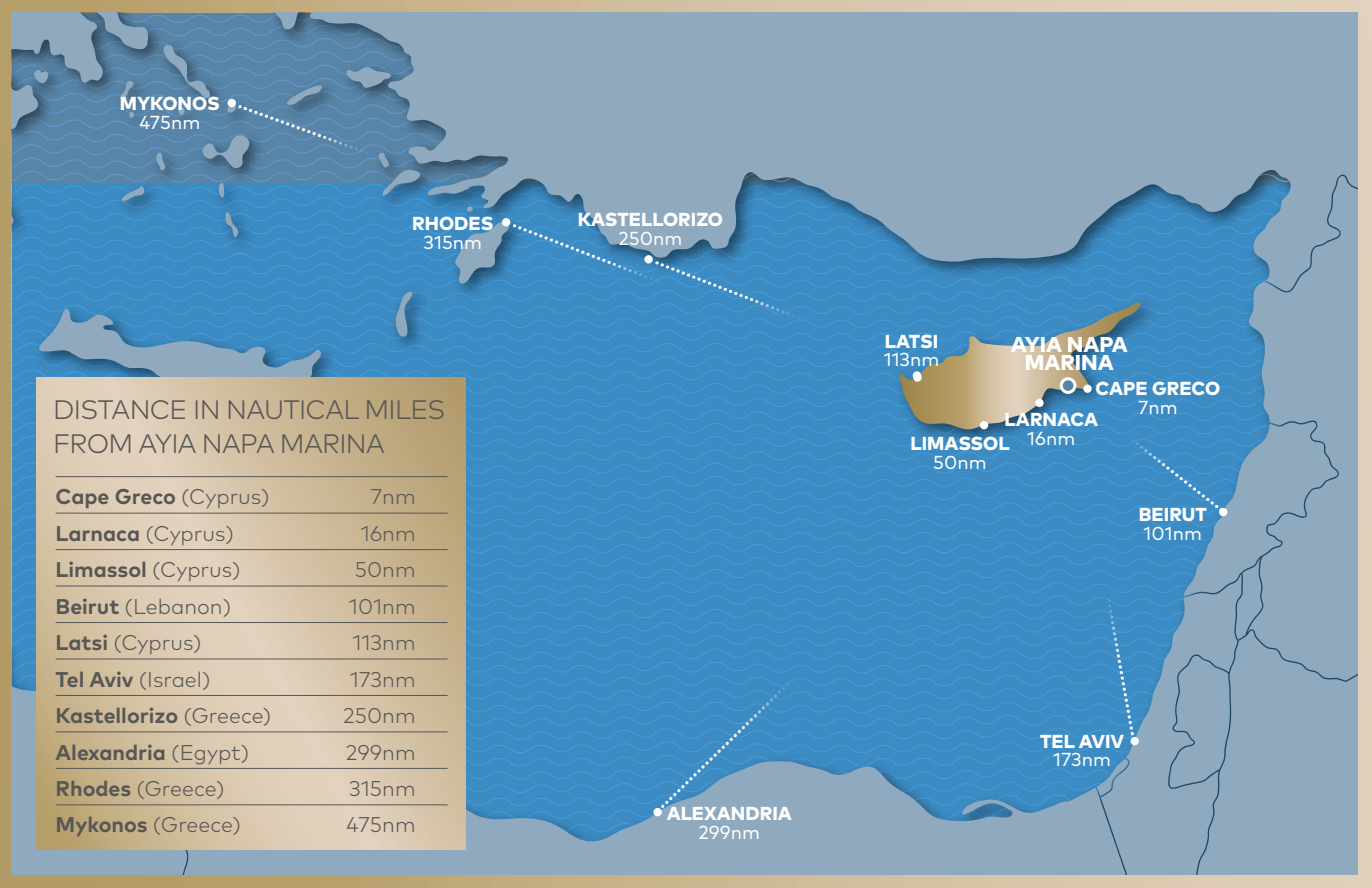 MYKONOS
475nm
RHODES
315nm
KASTELLORIZO
250nm
LATSI
113nm
AYIA NAPA
MARINA
CAPE GRECO
7nm
LARNACA
16nm
LIMASSOL
50nm
BEIRUT
101nm
TEL AVIV
173nm
ALEXANDRIA
299nm
DISTANCE IN NAUTICAL MILES
FROM AYIA NAPA MARINA
Cape Greco (Cyprus) 7nm
Larnaca (Cyprus) 16nm
Limassol (Cyprus) 50nm
Beirut (Lebanon) 101nm
Latsi (Cyprus) 113nm
Tel Aviv (Israel) 173nm
Kastellorizo (Greece) 250nm
Alexandria (Egypt) 299nm
Rhodes (Greece) 315nm
Mykonos (Greece) 475nm